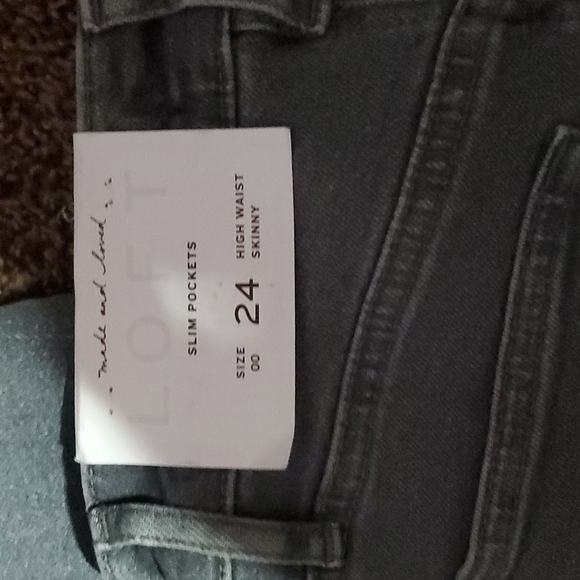 made and loved
LOFT
SLIM POCKETS
SIZE 24 HIGH WAIST
00 SKINNY